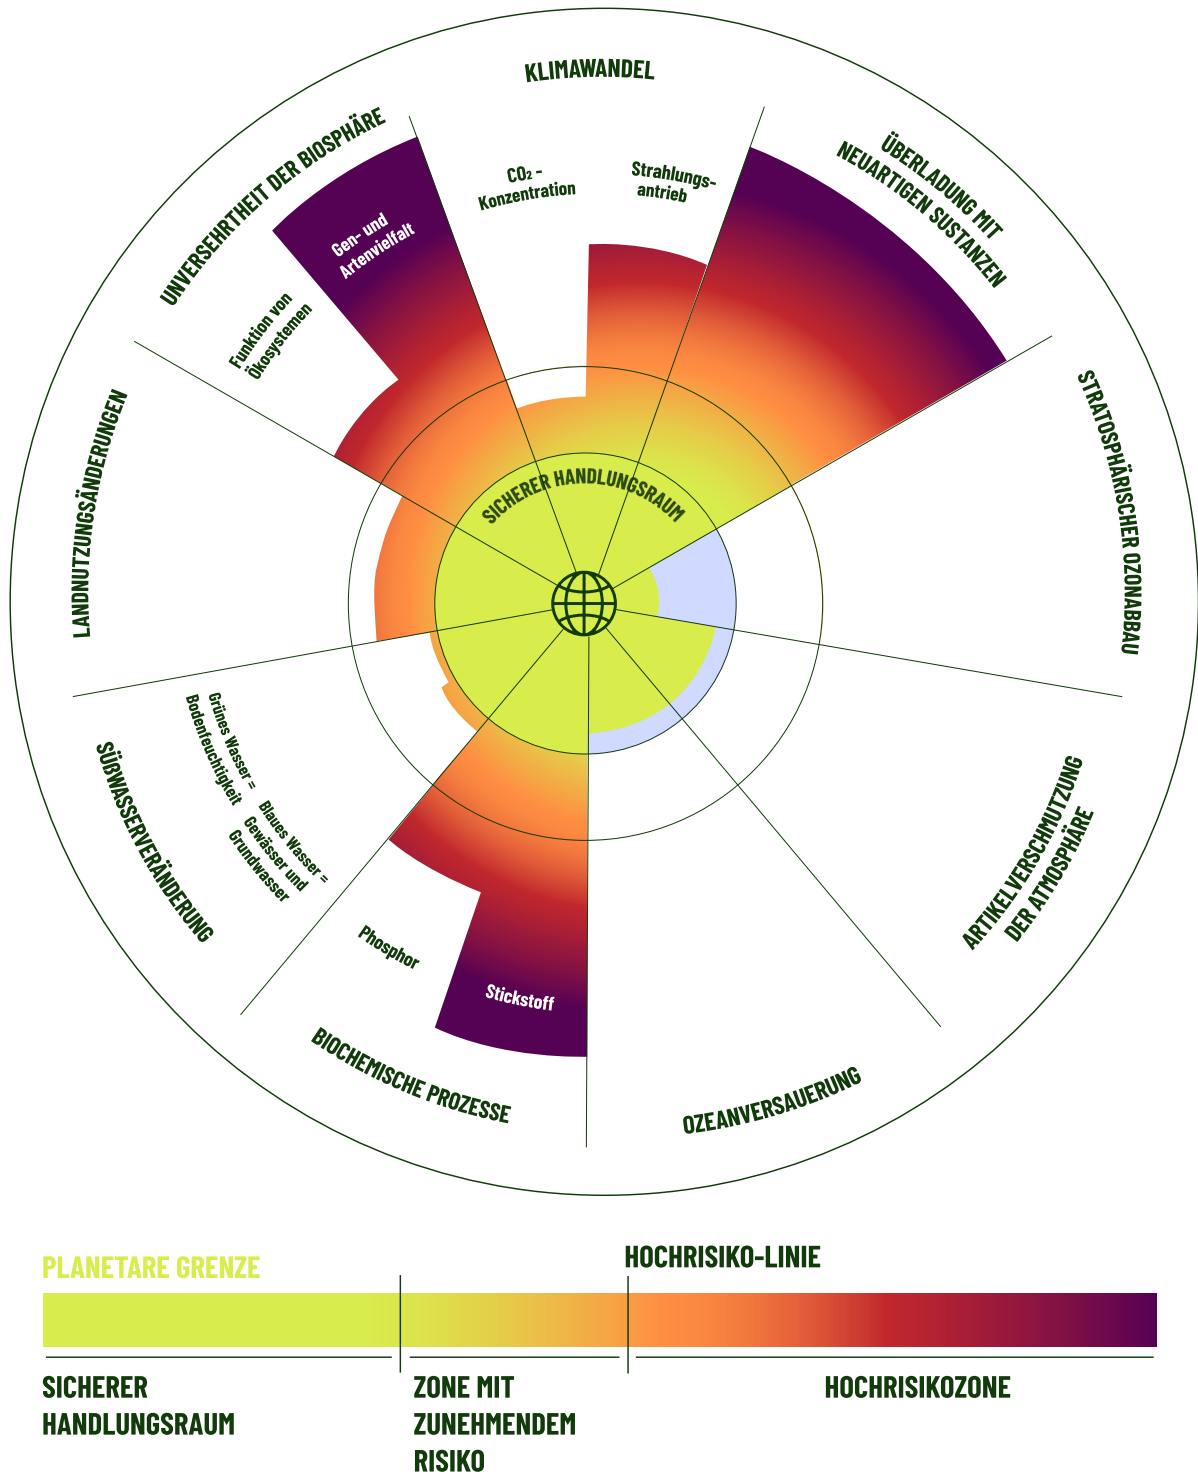 KLIMAWANDEL
CO₂ -
Konzentration
Strahlungs-
antrieb
ÜBERLADUNG MIT
NEUARTIGEN SUSTANZEN
STRATOSPHÄRISCHER OZONABBAU
ARTIKELVERSCHMUTZUNG
DER ATMOSPHÄRE
OZEANVERSAUERUNG
BIOCHEMISCHE PROZESSE
Phosphor
Stickstoff
SÜBWASSERVERÄNDERUNG
Grünes Wasser =
Bodenfeuchtigkeit
Blaues Wasser =
Gewässer und
Grundwasser
LANDNUTZUNGSÄNDERUNGEN
UNVERSEHRTHEIT DER BIOSPHÄRE
Funktion von
Ökosystemen
Gen- und
Artenvielfalt
SICHERER HANDLUNGSRAUM
PLANETARE GRENZE
HOCHRISIKO-LINIE
SICHERER
HANDLUNGSRAUM
ZONE MIT
ZUNEHMENDEM
RISIKO
HOCHRISIKOZONE